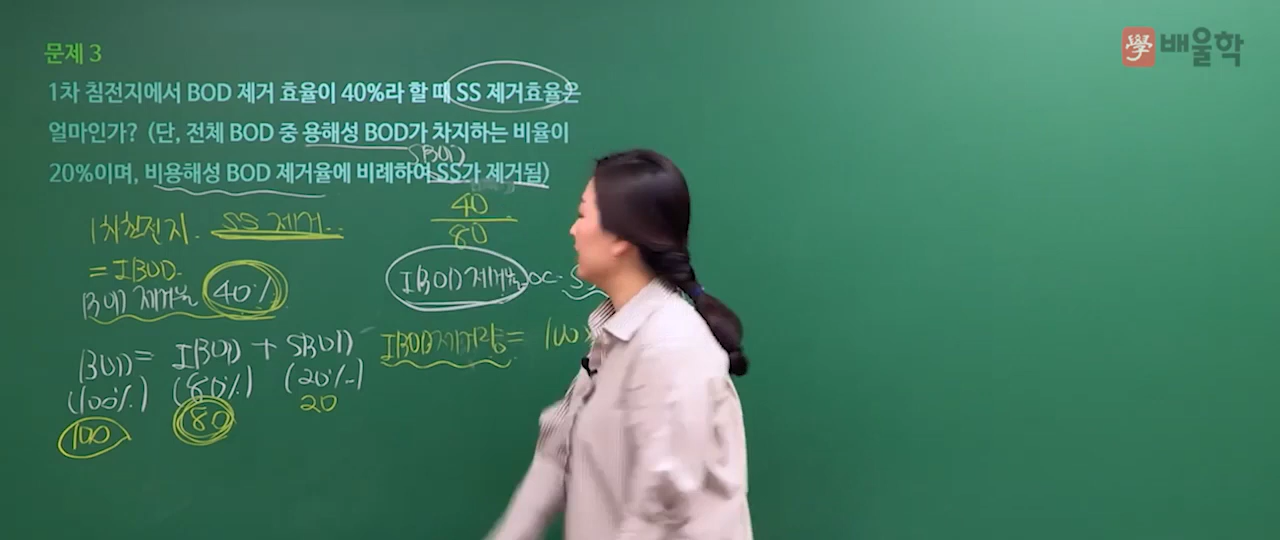 學 배울학
문제 3
1차 침전지에서 BOD 제거 효율이 40%라 할 때 SS 제거효율은
얼마인가? (단, 전체 BOD 중 용해성 BOD가 차지하는 비율이
SBOD
20%이며, 비용해성 BOD 제거율에 비례하여 SS가 제거됨)
1차침전지. SS 제거.
= IBOD.
BOD 제거율 40%
BOD = IBOD + SBOD
(100%) (80%) (20%)
100 80 20
40
80
IBOD 제거율 ∝ S
IBOD제거량 = 100 ×